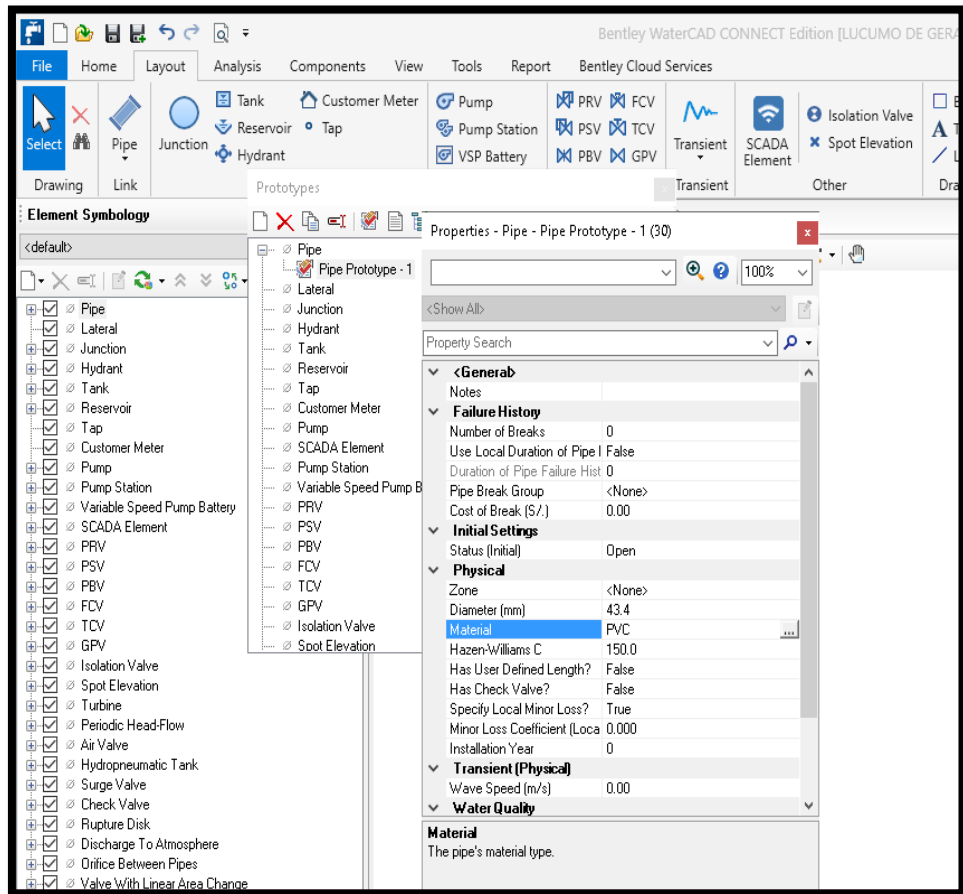 Bentley WaterCAD CONNECT Edition [LUCUMO DE GERA
File Home Layout Analysis Components View Tools Report Bentley Cloud Services
Select
Pipe
Junction
Tank
Reservoir
Hydrant
Customer Meter
Tap
Pump
Pump Station
VSP Battery
PRV FCV
PSV TCV
PBV GPV
Transient
SCADA
Element
Isolation Valve
Spot Elevation
Drawing Link Transient Other Dra
Element Symbology
<default>
Pipe
Lateral
Junction
Hydrant
Tank
Reservoir
Tap
Customer Meter
Pump
Pump Station
Variable Speed Pump Battery
SCADA Element
PRV
PSV
PBV
FCV
TCV
GPV
Isolation Valve
Spot Elevation
Turbine
Periodic Head-Flow
Air Valve
Hydropneumatic Tank
Surge Valve
Check Valve
Rupture Disk
Discharge To Atmosphere
Orifice Between Pipes
Valve With Linear Area Change
Prototypes
Pipe
Pipe Prototype - 1
Lateral
Junction
Hydrant
Tank
Reservoir
Tap
Customer Meter
Pump
SCADA Element
Pump Station
Variable Speed Pump B
PRV
PSV
PBV
FCV
TCV
GPV
Isolation Valve
Spot Elevation
Properties - Pipe - Pipe Prototype - 1 (30)
100%
<Show All>
Property Search
<General>
Notes
Failure History
Number of Breaks 0
Use Local Duration of Pipe I False
Duration of Pipe Failure Hist 0
Pipe Break Group <None>
Cost of Break (S/.) 0.00
Initial Settings
Status (Initial) Open
Physical
Zone <None>
Diameter (mm) 43.4
Material PVC ...
Hazen-Williams C 150.0
Has User Defined Length? False
Has Check Valve? False
Specify Local Minor Loss? True
Minor Loss Coefficient (Loca 0.000
Installation Year 0
Transient (Physical)
Wave Speed (m/s) 0.00
Water Quality
Material
The pipe's material type.